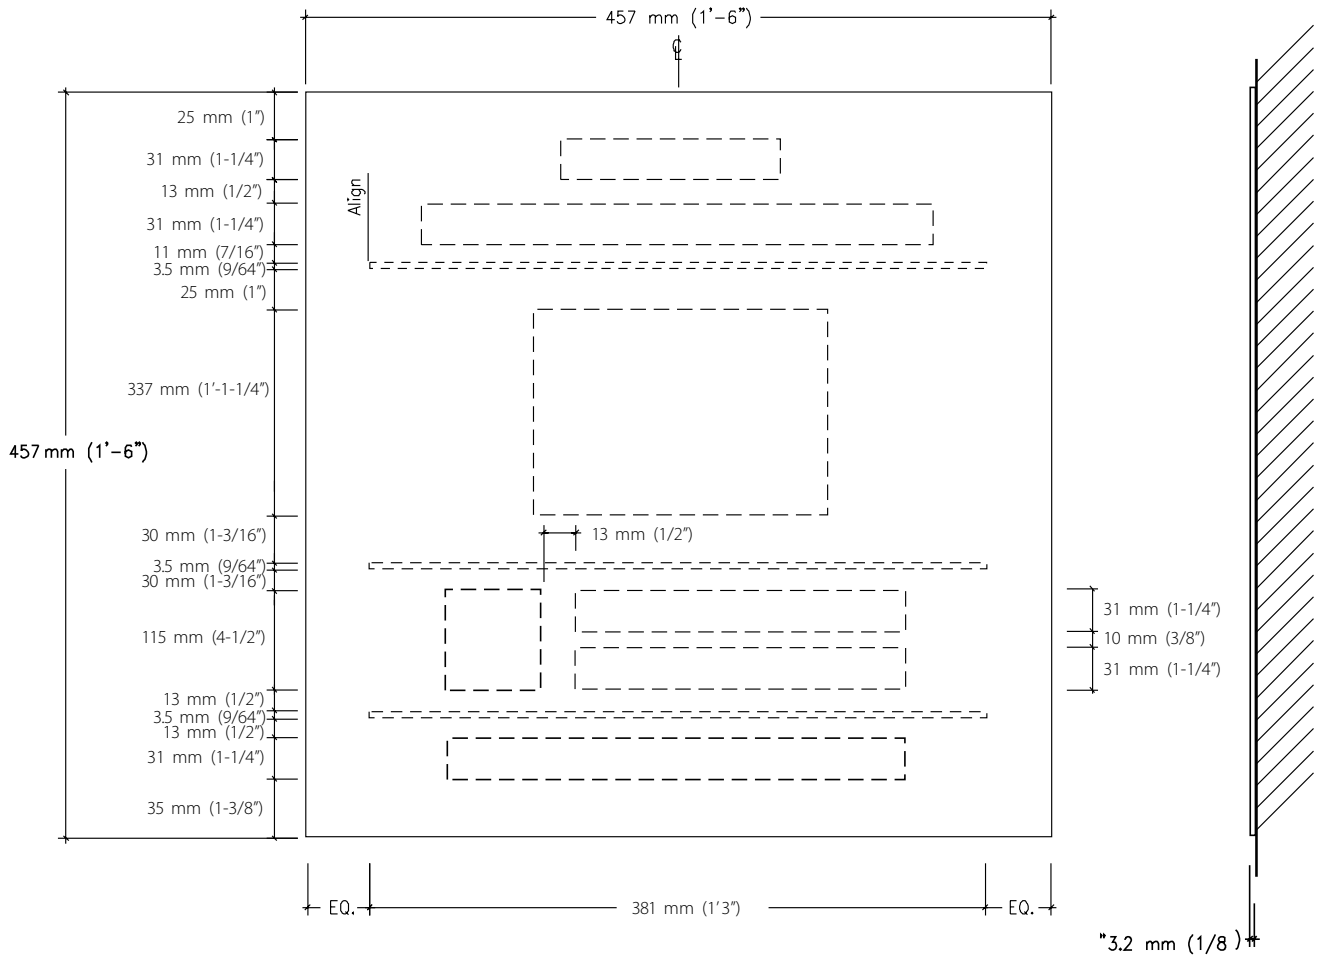 457 mm (1'-6")
℄
25 mm (1")
31 mm (1-1/4")
13 mm (1/2")
Align
31 mm (1-1/4")
11 mm (7/16")
3.5 mm (9/64")
25 mm (1")
337 mm (1'-1-1/4")
457 mm (1'-6")
30 mm (1-3/16")
13 mm (1/2")
3.5 mm (9/64")
30 mm (1-3/16")
31 mm (1-1/4")
115 mm (4-1/2")
10 mm (3/8")
31 mm (1-1/4")
13 mm (1/2")
3.5 mm (9/64")
13 mm (1/2")
31 mm (1-1/4")
35 mm (1-3/8")
EQ.
381 mm (1'3")
EQ.
"3.2 mm (1/8 )